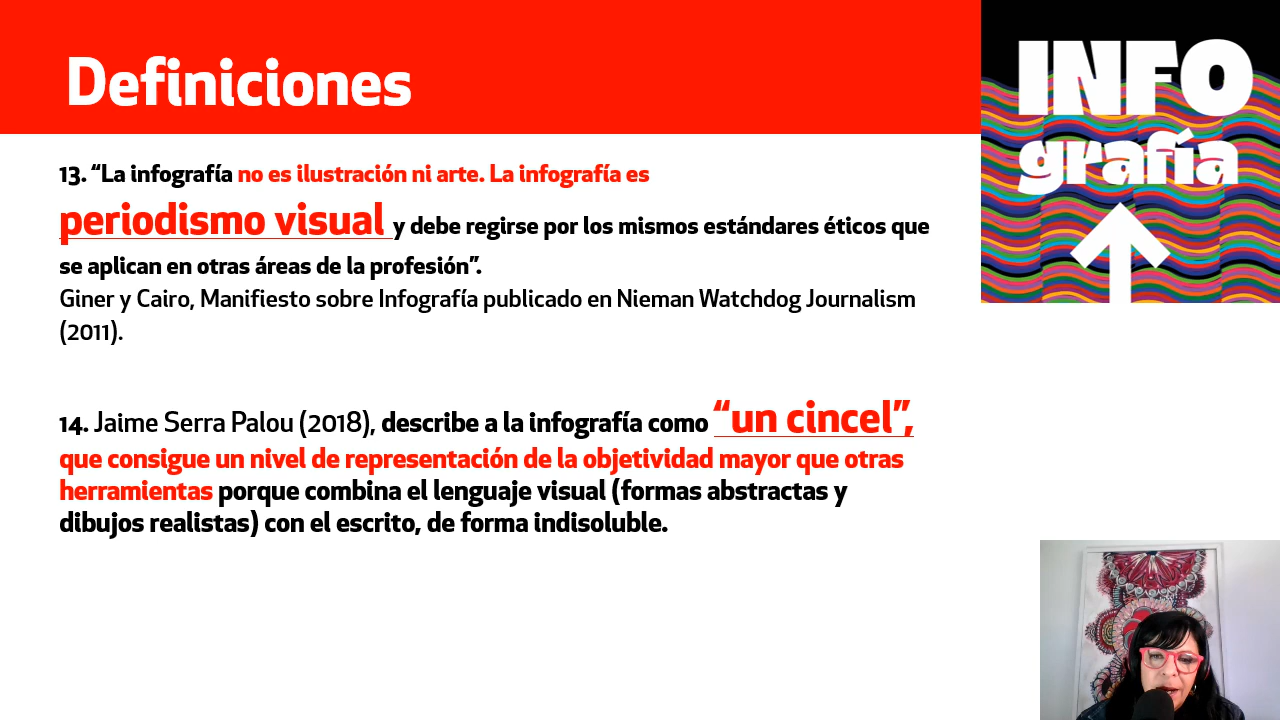 Definiciones
INFO
grafía
13. “La infografía no es ilustración ni arte. La infografía es
periodismo visual y debe regirse por los mismos estándares éticos que
se aplican en otras áreas de la profesión”.
Giner y Cairo, Manifiesto sobre Infografía publicado en Nieman Watchdog Journalism
(2011).
14. Jaime Serra Palou (2018), describe a la infografía como “un cincel”,
que consigue un nivel de representación de la objetividad mayor que otras
herramientas porque combina el lenguaje visual (formas abstractas y
dibujos realistas) con el escrito, de forma indisoluble.